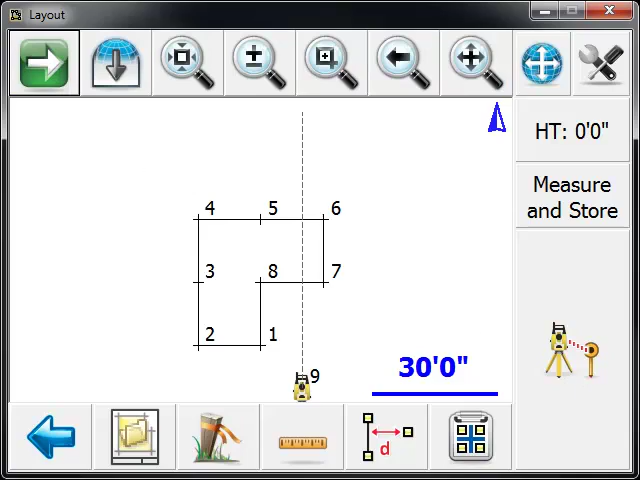 Layout
HT: 0'0"
Measure
and Store
4 5 6
3 8 7
2 1
9
30'0"
d